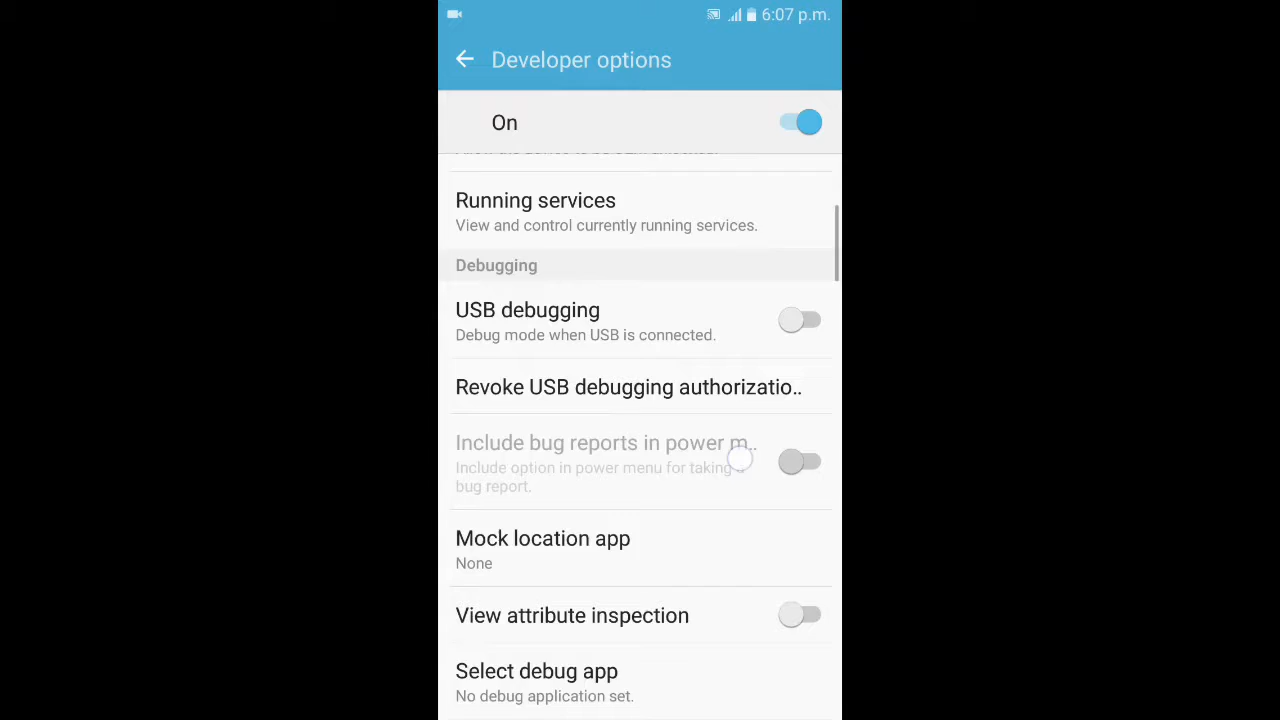 6:07 p.m.
Developer options
On
Running services
View and control currently running services.
Debugging
USB debugging
Debug mode when USB is connected.
Revoke USB debugging authorizatio..
Include bug reports in power m..
Include option in power menu for taking a
bug report.
Mock location app
None
View attribute inspection
Select debug app
No debug application set.